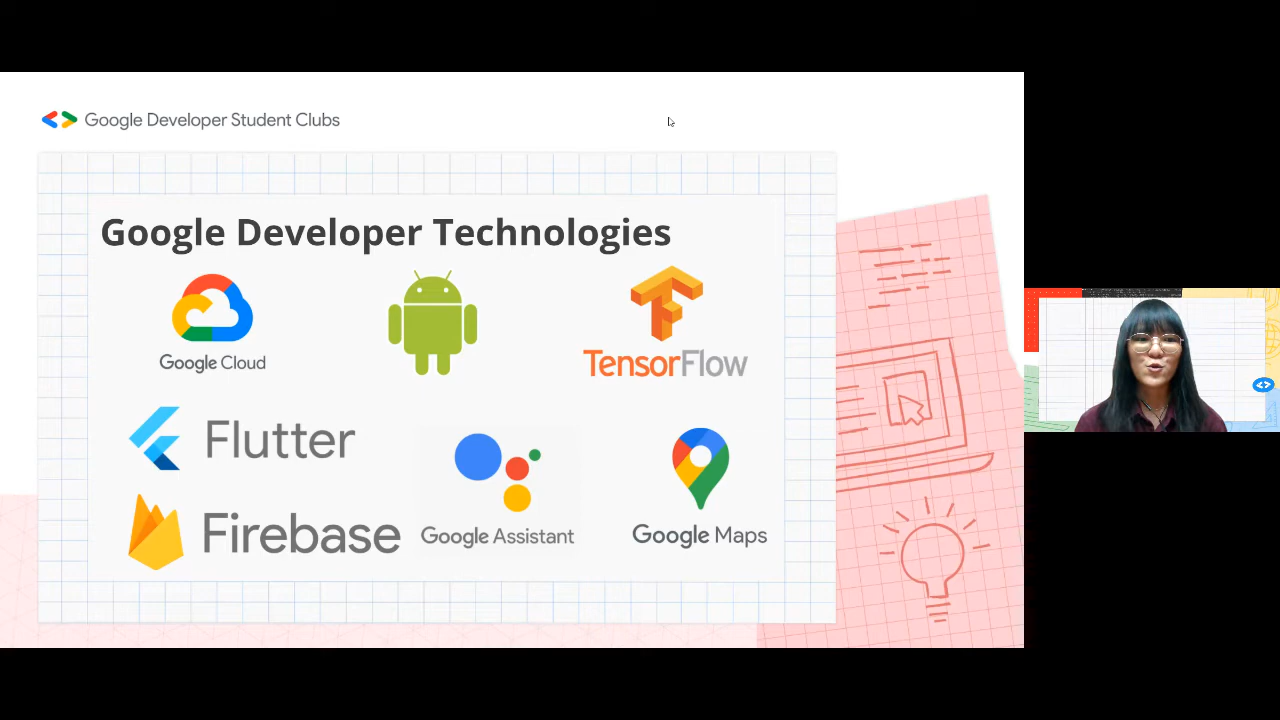 Google Developer Student Clubs
Google Developer Technologies
Google Cloud
TensorFlow
Flutter
Firebase
Google Assistant
Google Maps